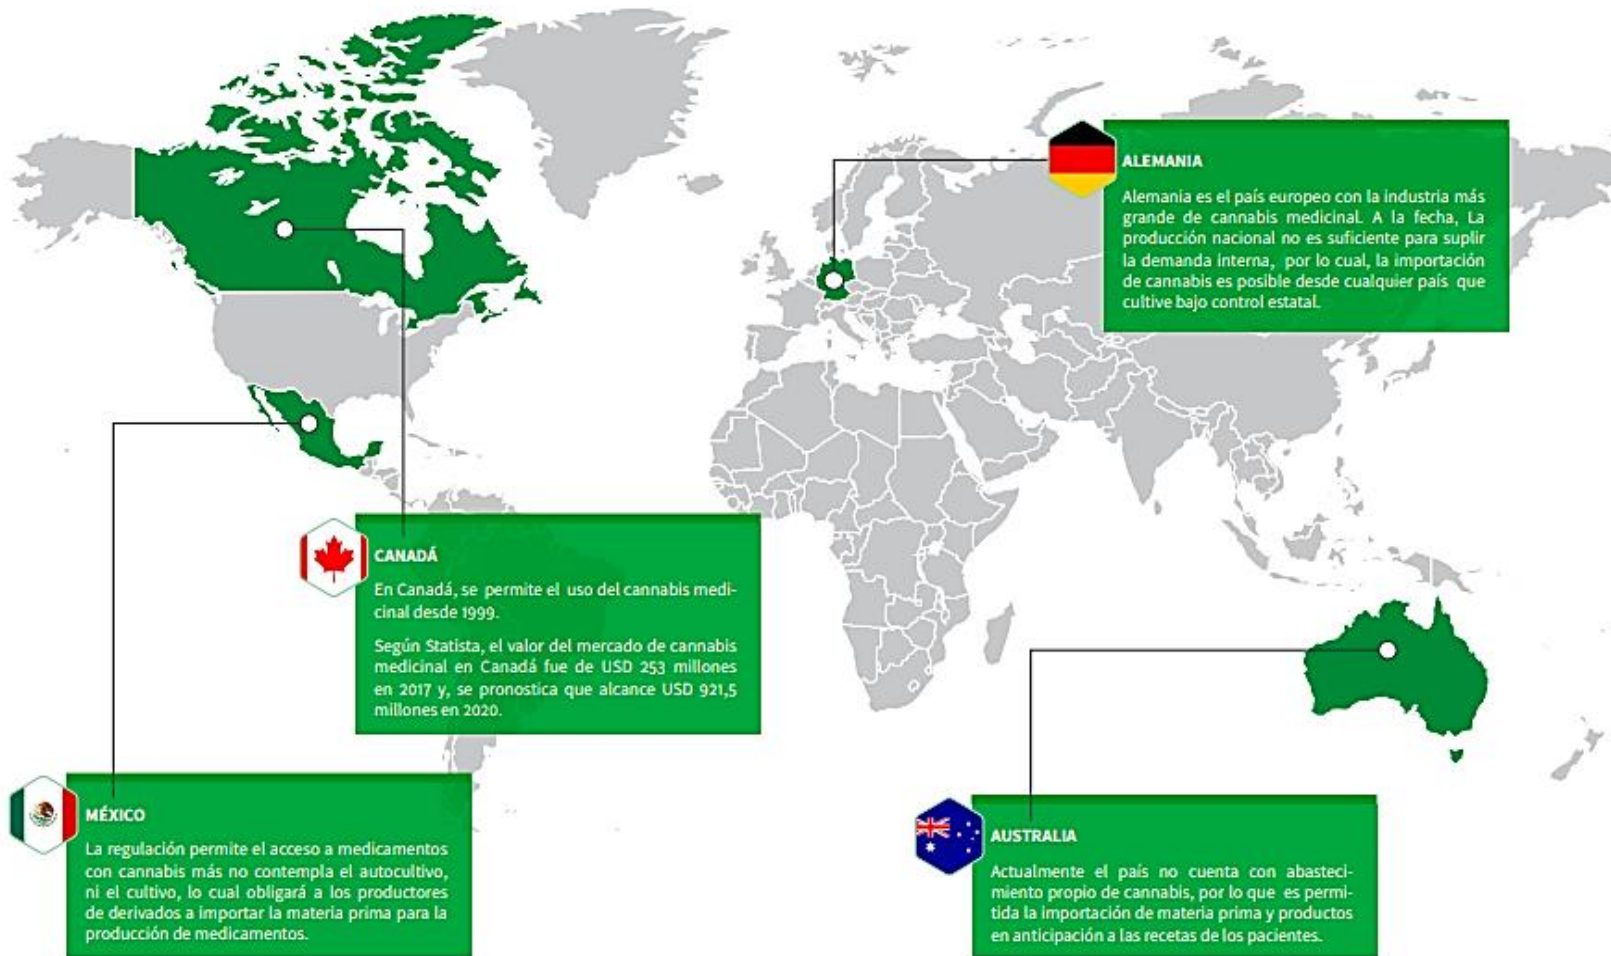 ALEMANIA
Alemania es el país europeo con la industria más
grande de cannabis medicinal. A la fecha, La
producción nacional no es suficiente para suplir
la demanda interna, por lo cual, la importación
de cannabis es posible desde cualquier país que
cultive bajo control estatal.
CANADÁ
En Canadá, se permite el uso del cannabis medi-
cinal desde 1999.
Según Statista, el valor del mercado de cannabis
medicinal en Canadá fue de USD 253 millones
en 2017 y, se pronostica que alcance USD 921,5
millones en 2020.
MÉXICO
La regulación permite el acceso a medicamentos
con cannabis más no contempla el autocultivo,
ni el cultivo, lo cual obligará a los productores
de derivados a importar la materia prima para la
producción de medicamentos.
AUSTRALIA
Actualmente el país no cuenta con abasteci-
miento propio de cannabis, por lo que es permi-
tida la importación de materia prima y productos
en anticipación a las recetas de los pacientes.